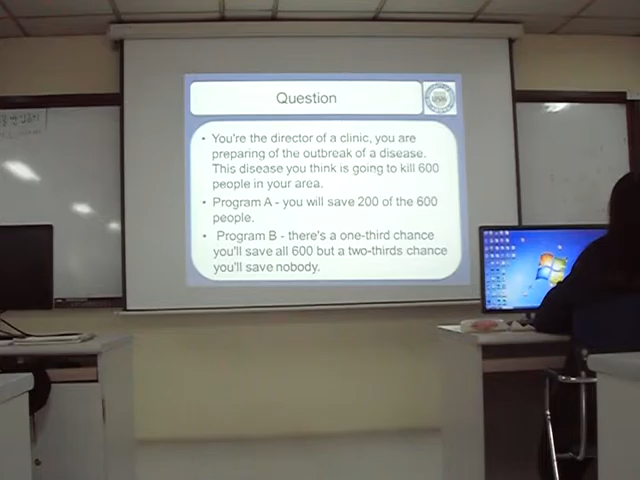 Question
• You're the director of a clinic, you are
preparing of the outbreak of a disease.
This disease you think is going to kill 600
people in your area.
• Program A - you will save 200 of the 600
people.
• Program B - there's a one-third chance
you'll save all 600 but a two-thirds chance
you'll save nobody.